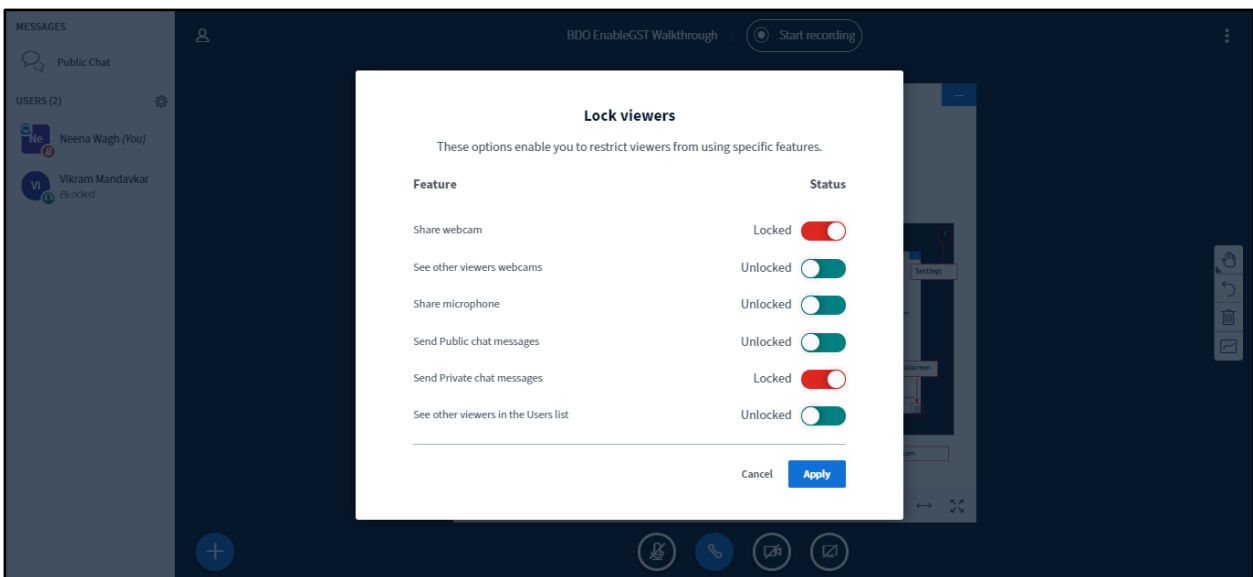 MESSAGES
Public Chat
USERS (2)
Ne
Neena Wagh (You)
VI
Vikram Mandavkar
Locked
BDO EnableGST Walkthrough
Start recording
Lock viewers
These options enable you to restrict viewers from using specific features.
Feature Status
Share webcam Locked
See other viewers webcams Unlocked
Share microphone Unlocked
Send Public chat messages Unlocked
Send Private chat messages Locked
See other viewers in the Users list Unlocked
Cancel Apply
Settings